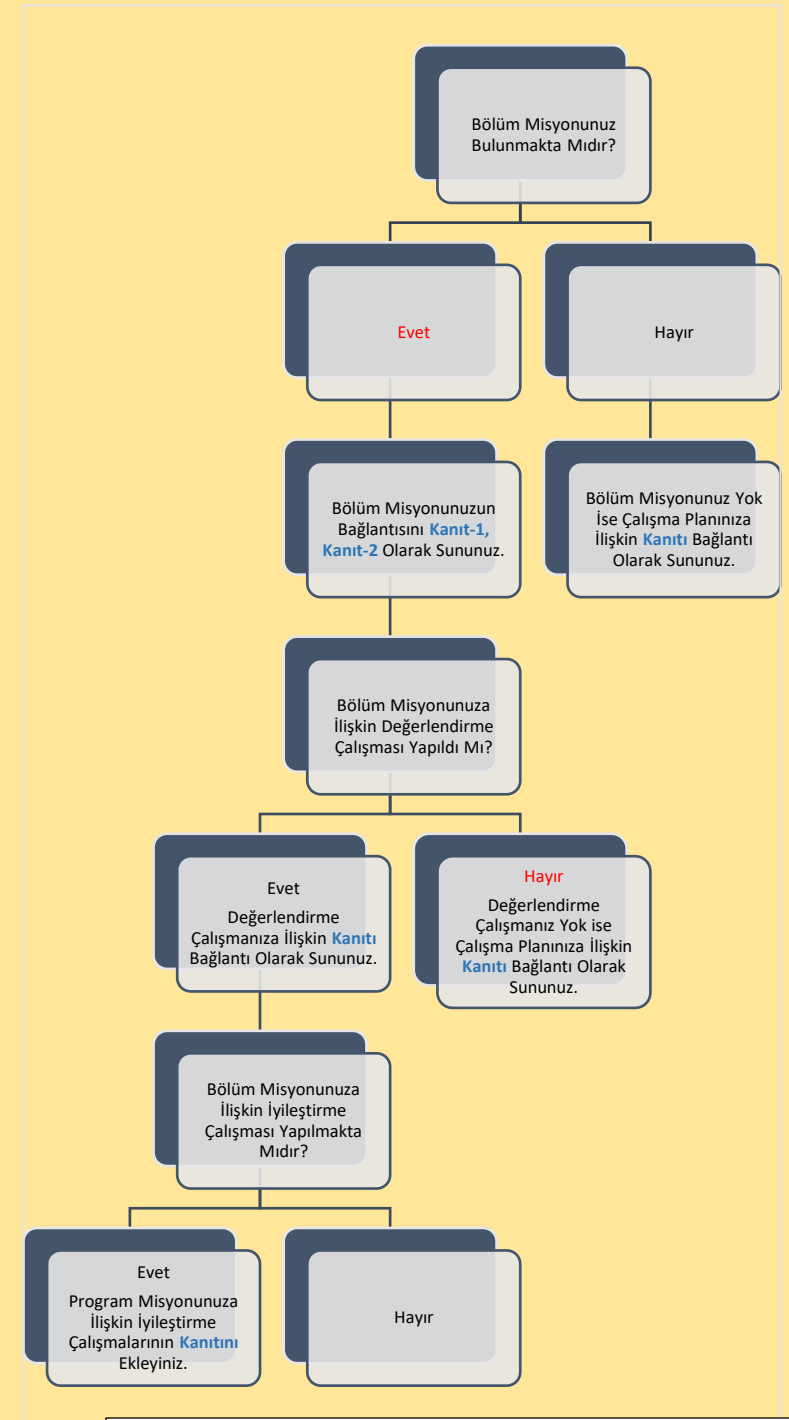 Bölüm Misyonunuz
Bulunmakta Mıdır?
Evet
Hayır
Bölüm Misyonunuzun
Bağlantısını Kanıt-1,
Kanıt-2 Olarak Sununuz.
Bölüm Misyonunuz Yok
İse Çalışma Planınıza
İlişkin Kanıtı Bağlantı
Olarak Sununuz.
Bölüm Misyonunuza
İlişkin Değerlendirme
Çalışması Yapıldı Mı?
Evet
Değerlendirme
Çalışmanıza İlişkin Kanıtı
Bağlantı Olarak Sununuz.
Hayır
Değerlendirme
Çalışmanız Yok ise
Çalışma Planınıza İlişkin
Kanıtı Bağlantı Olarak
Sununuz.
Bölüm Misyonunuza
İlişkin İyileştirme
Çalışması Yapılmakta
Mıdır?
Evet
Program Misyonunuza
İlişkin İyileştirme
Çalışmalarının Kanıtını
Ekleyiniz.
Hayır